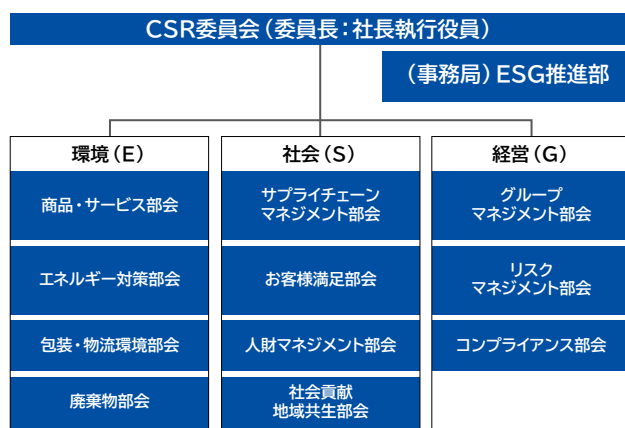 CSR委員会（委員長：社長執行役員）
（事務局）ESG推進部
環境（E）
商品・サービス部会
エネルギー対策部会
包装・物流環境部会
廃棄物部会
社会（S）
サプライチェーン
マネジメント部会
お客様満足部会
人財マネジメント部会
社会貢献
地域共生部会
経営（G）
グループ
マネジメント部会
リスク
マネジメント部会
コンプライアンス部会